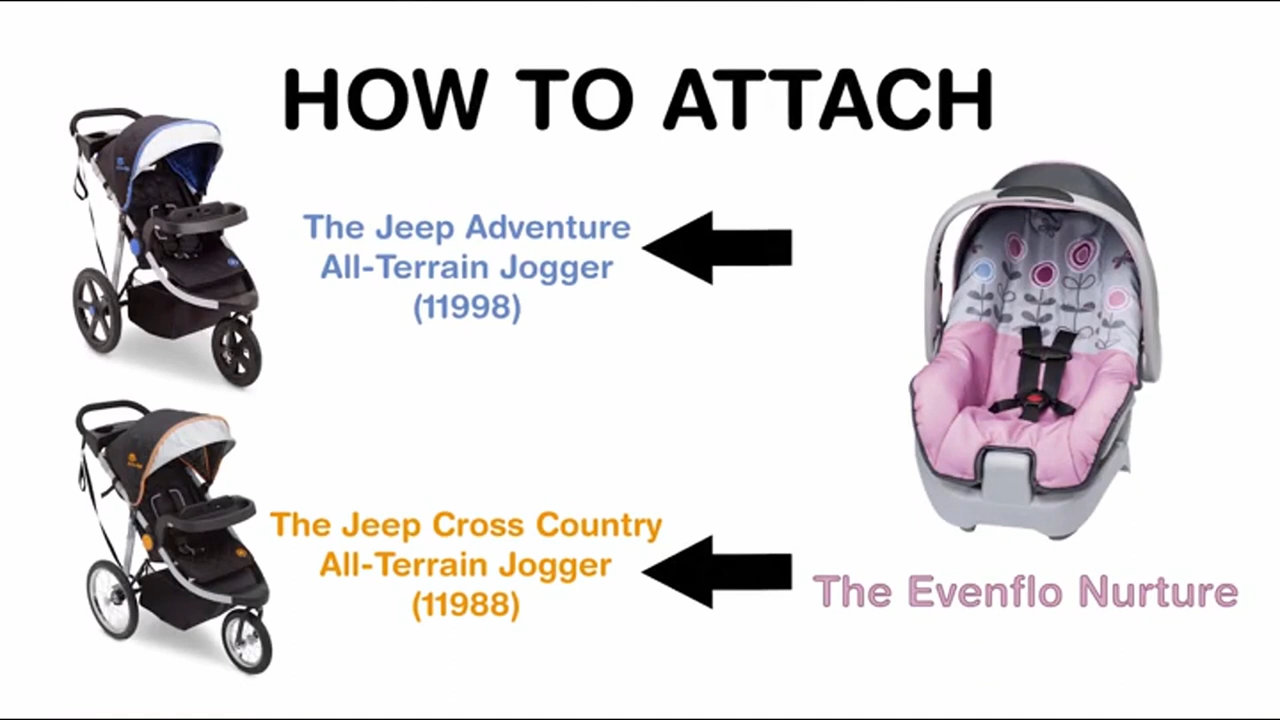 HOW TO ATTACH
The Jeep Adventure
All-Terrain Jogger
(11998)
The Jeep Cross Country
All-Terrain Jogger
(11988)
The Evenflo Nurture